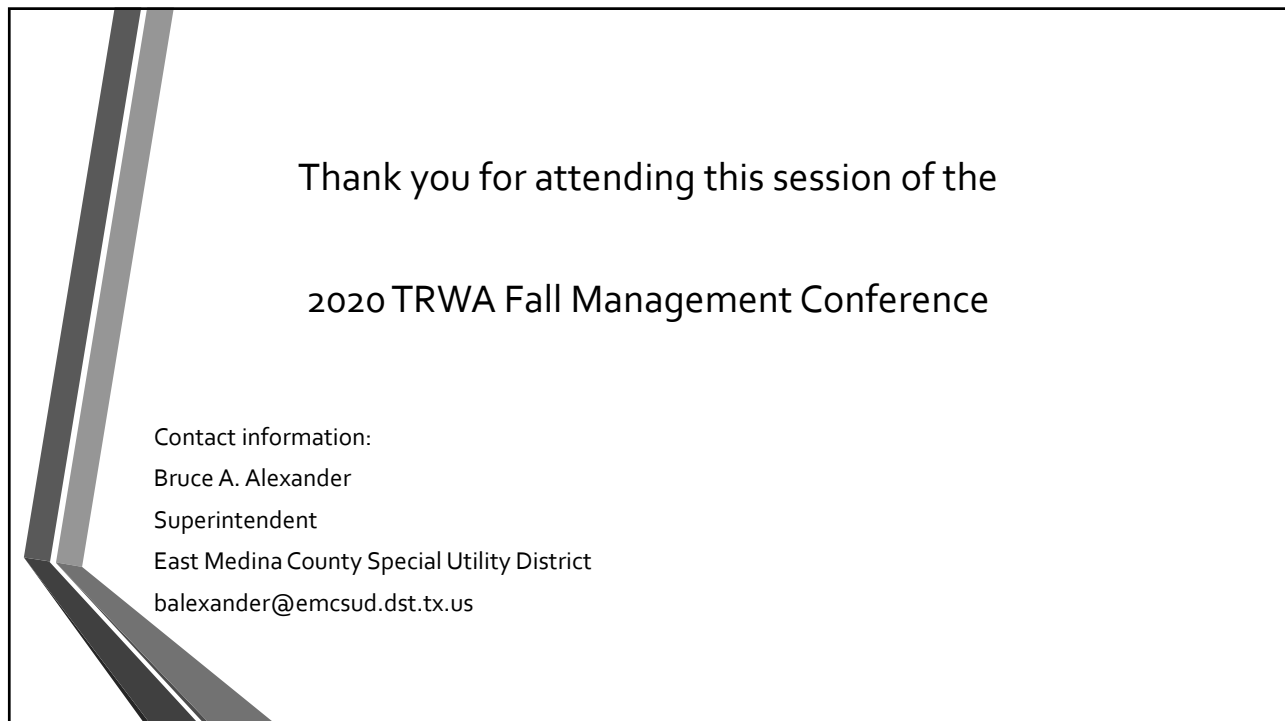 Thank you for attending this session of the
2020 TRWA Fall Management Conference
Contact information:
Bruce A. Alexander
Superintendent
East Medina County Special Utility District
balexander@emcsud.dst.tx.us